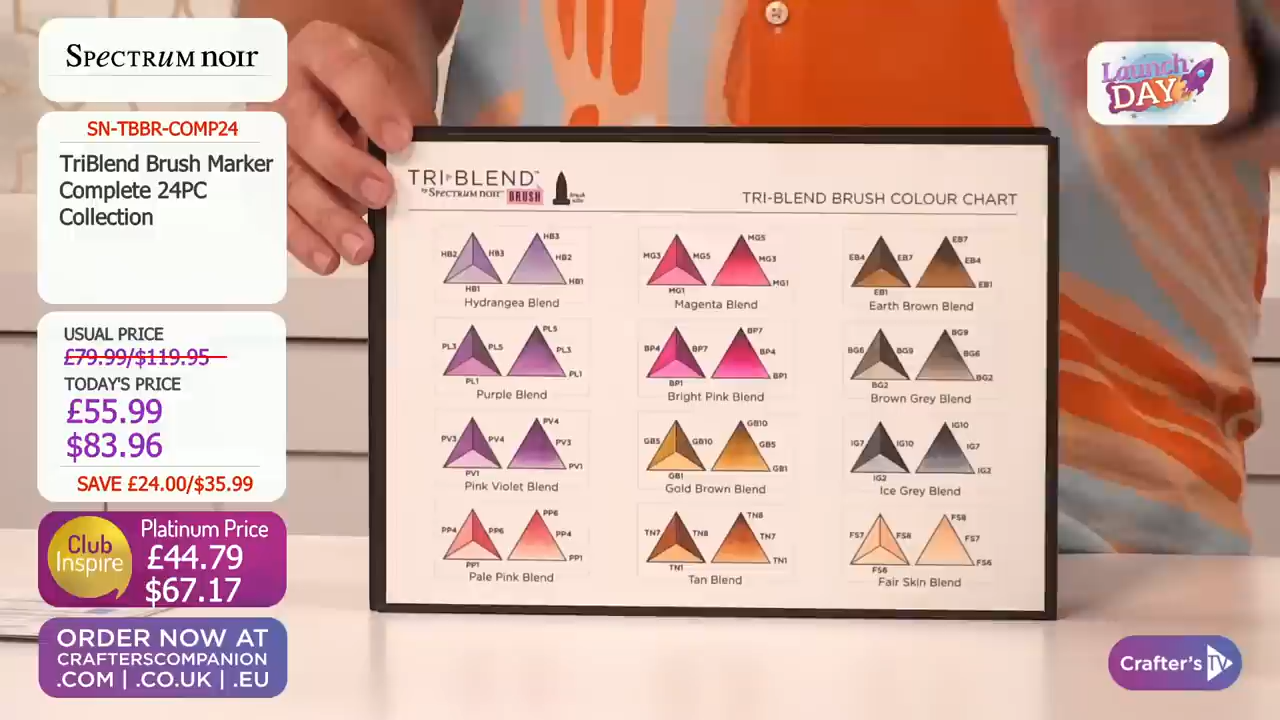 SPECTRUM noir
SN-TBBR-COMP24
TriBlend Brush Marker
Complete 24PC
Collection
USUAL PRICE
£79.99/$119.95
TODAY'S PRICE
£55.99
$83.96
SAVE £24.00/$35.99
Club
Inspire
Platinum Price
£44.79
$67.17
ORDER NOW AT
CRAFTERSCOMPANION
.COM | .CO.UK | .EU
TRI-BLEND™
by SPECTRUM noir BRUSH
TRI-BLEND BRUSH COLOUR CHART
HB2 HB3 HB1 HB3 HB2 HB1
Hydrangea Blend
MG3 MG5 MG1 MG5 MG3 MG1
Magenta Blend
EB4 EB7 EB1 EB7 EB4 EB1
Earth Brown Blend
PL3 PL5 PL1 PL5 PL3 PL1
Purple Blend
BP4 BP7 BP1 BP7 BP4 BP1
Bright Pink Blend
BG6 BG9 BG2 BG9 BG6 BG2
Brown Grey Blend
PV3 PV4 PV1 PV4 PV3 PV1
Pink Violet Blend
GB5 GB10 GB1 GB10 GB5 GB1
Gold Brown Blend
IG7 IG10 IG2 IG10 IG7 IG2
Ice Grey Blend
PP4 PP6 PP1 PP6 PP4 PP1
Pale Pink Blend
TN7 TN8 TN1 TN8 TN7 TN1
Tan Blend
FS7 FS8 FS6 FS8 FS7 FS6
Fair Skin Blend
Launch
DAY
Crafter's TV